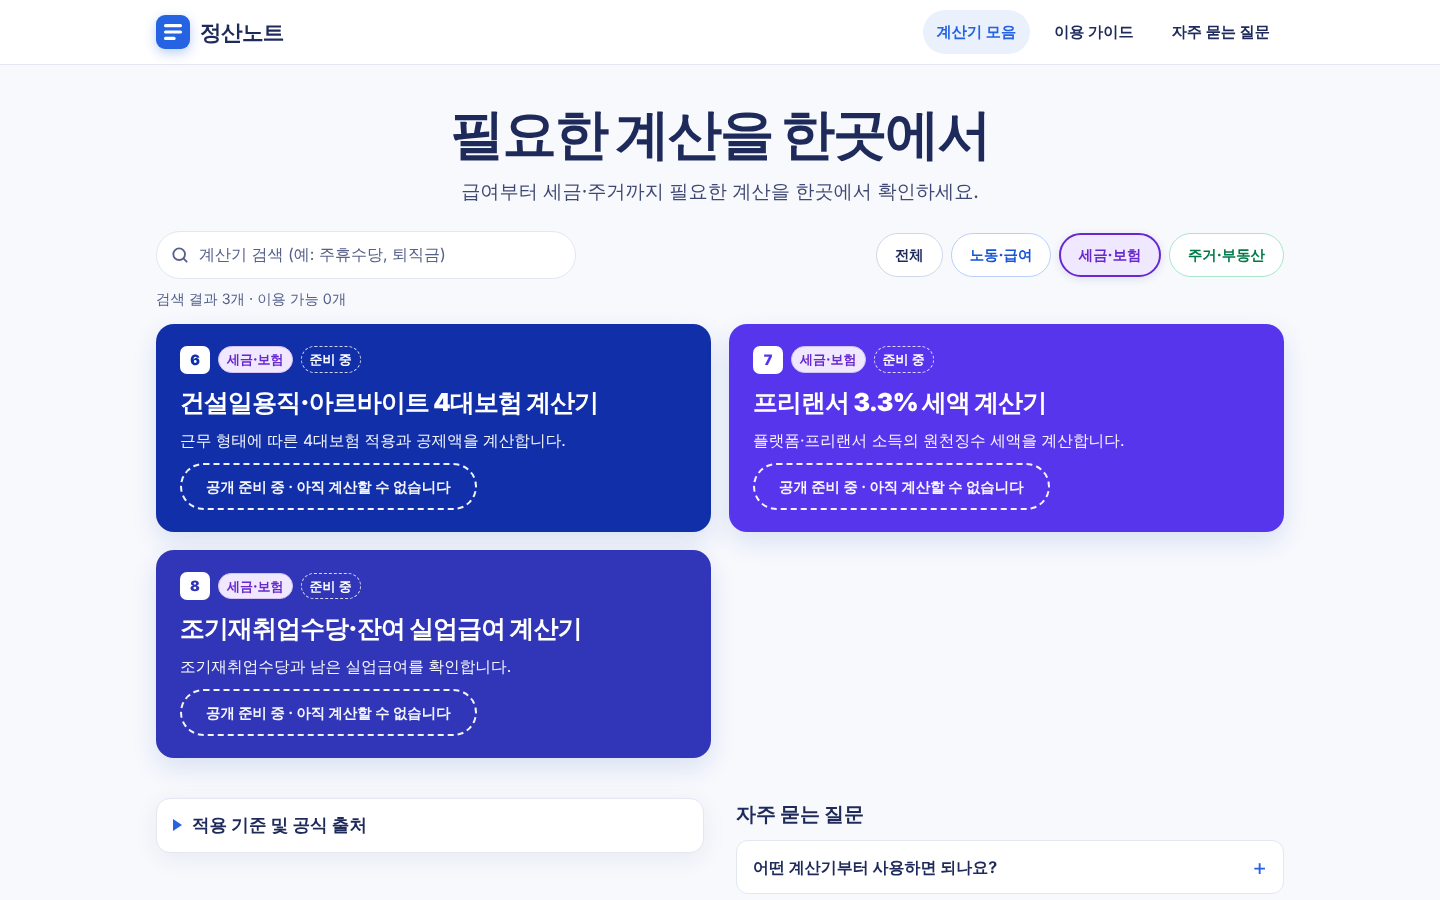 정산노트
계산기 모음
이용 가이드
자주 묻는 질문
필요한 계산을 한곳에서
급여부터 세금·주거까지 필요한 계산을 한곳에서 확인하세요.
계산기 검색 (예: 주휴수당, 퇴직금)
전체
노동·급여
세금·보험
주거·부동산
검색 결과 3개 · 이용 가능 0개
6 세금·보험 준비 중
건설일용직·아르바이트 4대보험 계산기
근무 형태에 따른 4대보험 적용과 공제액을 계산합니다.
공개 준비 중 · 아직 계산할 수 없습니다
7 세금·보험 준비 중
프리랜서 3.3% 세액 계산기
플랫폼·프리랜서 소득의 원천징수 세액을 계산합니다.
공개 준비 중 · 아직 계산할 수 없습니다
8 세금·보험 준비 중
조기재취업수당·잔여 실업급여 계산기
조기재취업수당과 남은 실업급여를 확인합니다.
공개 준비 중 · 아직 계산할 수 없습니다
적용 기준 및 공식 출처
자주 묻는 질문
어떤 계산기부터 사용하면 되나요?